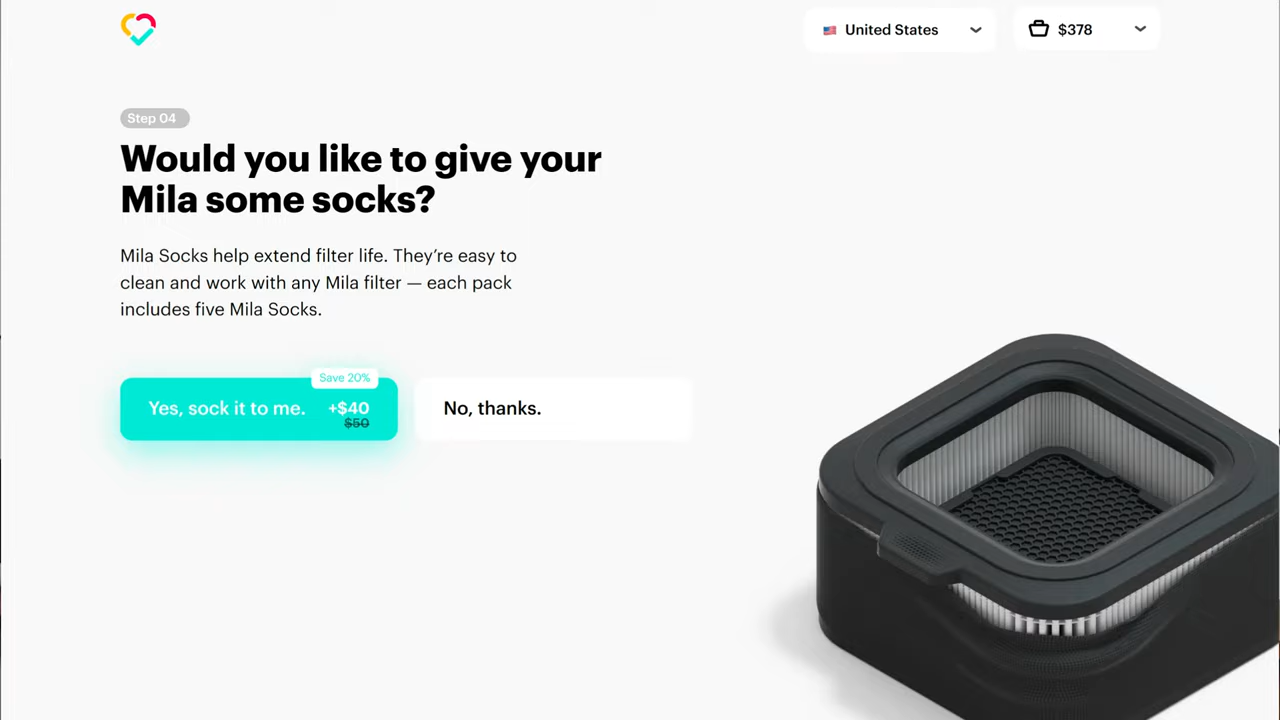 United States
$378
Step 04
Would you like to give your
Mila some socks?
Mila Socks help extend filter life. They’re easy to
clean and work with any Mila filter — each pack
includes five Mila Socks.
Save 20%
Yes, sock it to me. +$40
$50
No, thanks.